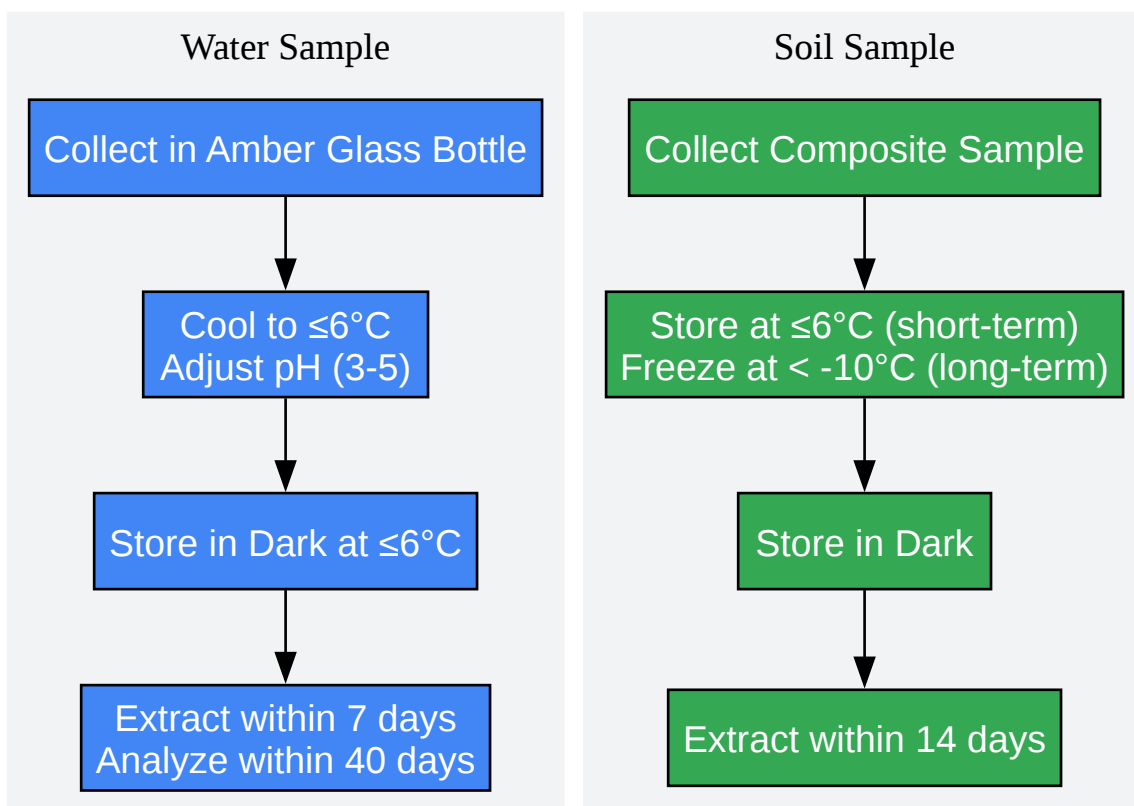 Water Sample
Collect in Amber Glass Bottle
Cool to ≤6°C
Adjust pH (3-5)
Store in Dark at ≤6°C
Extract within 7 days
Analyze within 40 days
Soil Sample
Collect Composite Sample
Store at ≤6°C (short-term)
Freeze at < -10°C (long-term)
Store in Dark
Extract within 14 days